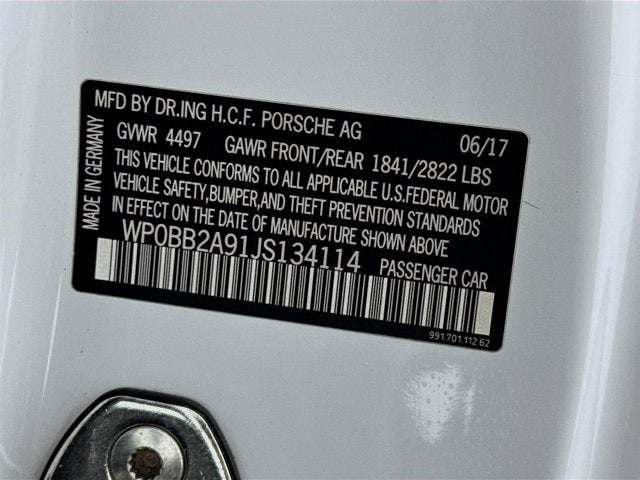 MFD BY DR.ING H.C.F. PORSCHE AG 06/17
GVWR 4497 GAWR FRONT/REAR 1841/2822 LBS
THIS VEHICLE CONFORMS TO ALL APPLICABLE U.S.FEDERAL MOTOR
VEHICLE SAFETY,BUMPER,AND THEFT PREVENTION STANDARDS
IN EFFECT ON THE DATE OF MANUFACTURE SHOWN ABOVE
WP0BB2A91JS134114 PASSENGER CAR
991.701.112.62
MADE IN GERMANY